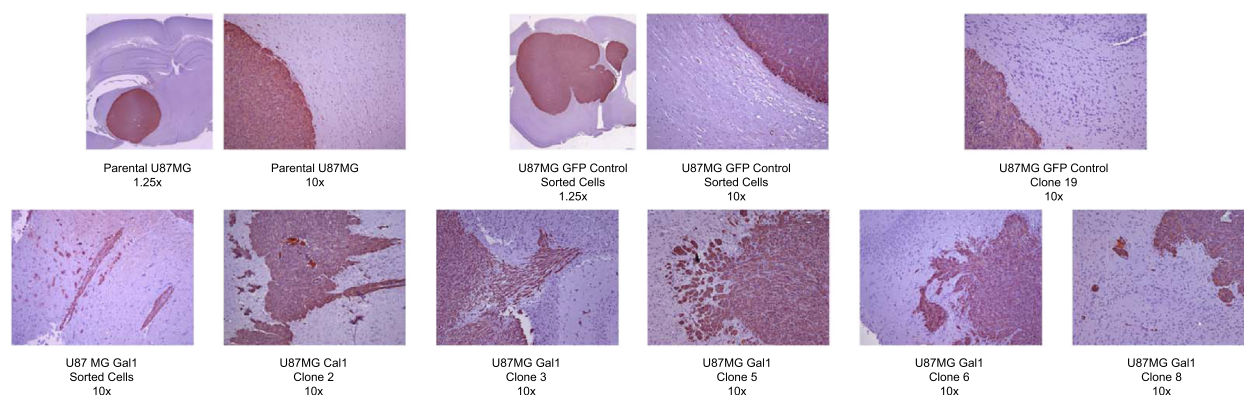 Parental U87MG
1.25x
Parental U87MG
10x
U87MG GFP Control
Sorted Cells
1.25x
U87MG GFP Control
Sorted Cells
10x
U87MG GFP Control
Clone 19
10x
U87 MG Gal1
Sorted Cells
10x
U87MG Cal1
Clone 2
10x
U87MG Gal1
Clone 3
10x
U87MG Gal1
Clone 5
10x
U87MG Gal1
Clone 6
10x
U87MG Gal1
Clone 8
10x